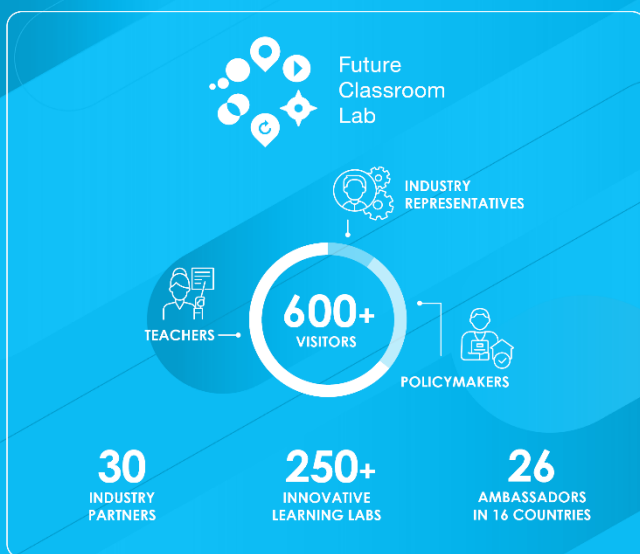 Future
Classroom
Lab
INDUSTRY
REPRESENTATIVES
600+
VISITORS
TEACHERS
POLICYMAKERS
30
INDUSTRY
PARTNERS
250+
INNOVATIVE
LEARNING LABS
26
AMBASSADORS
IN 16 COUNTRIES